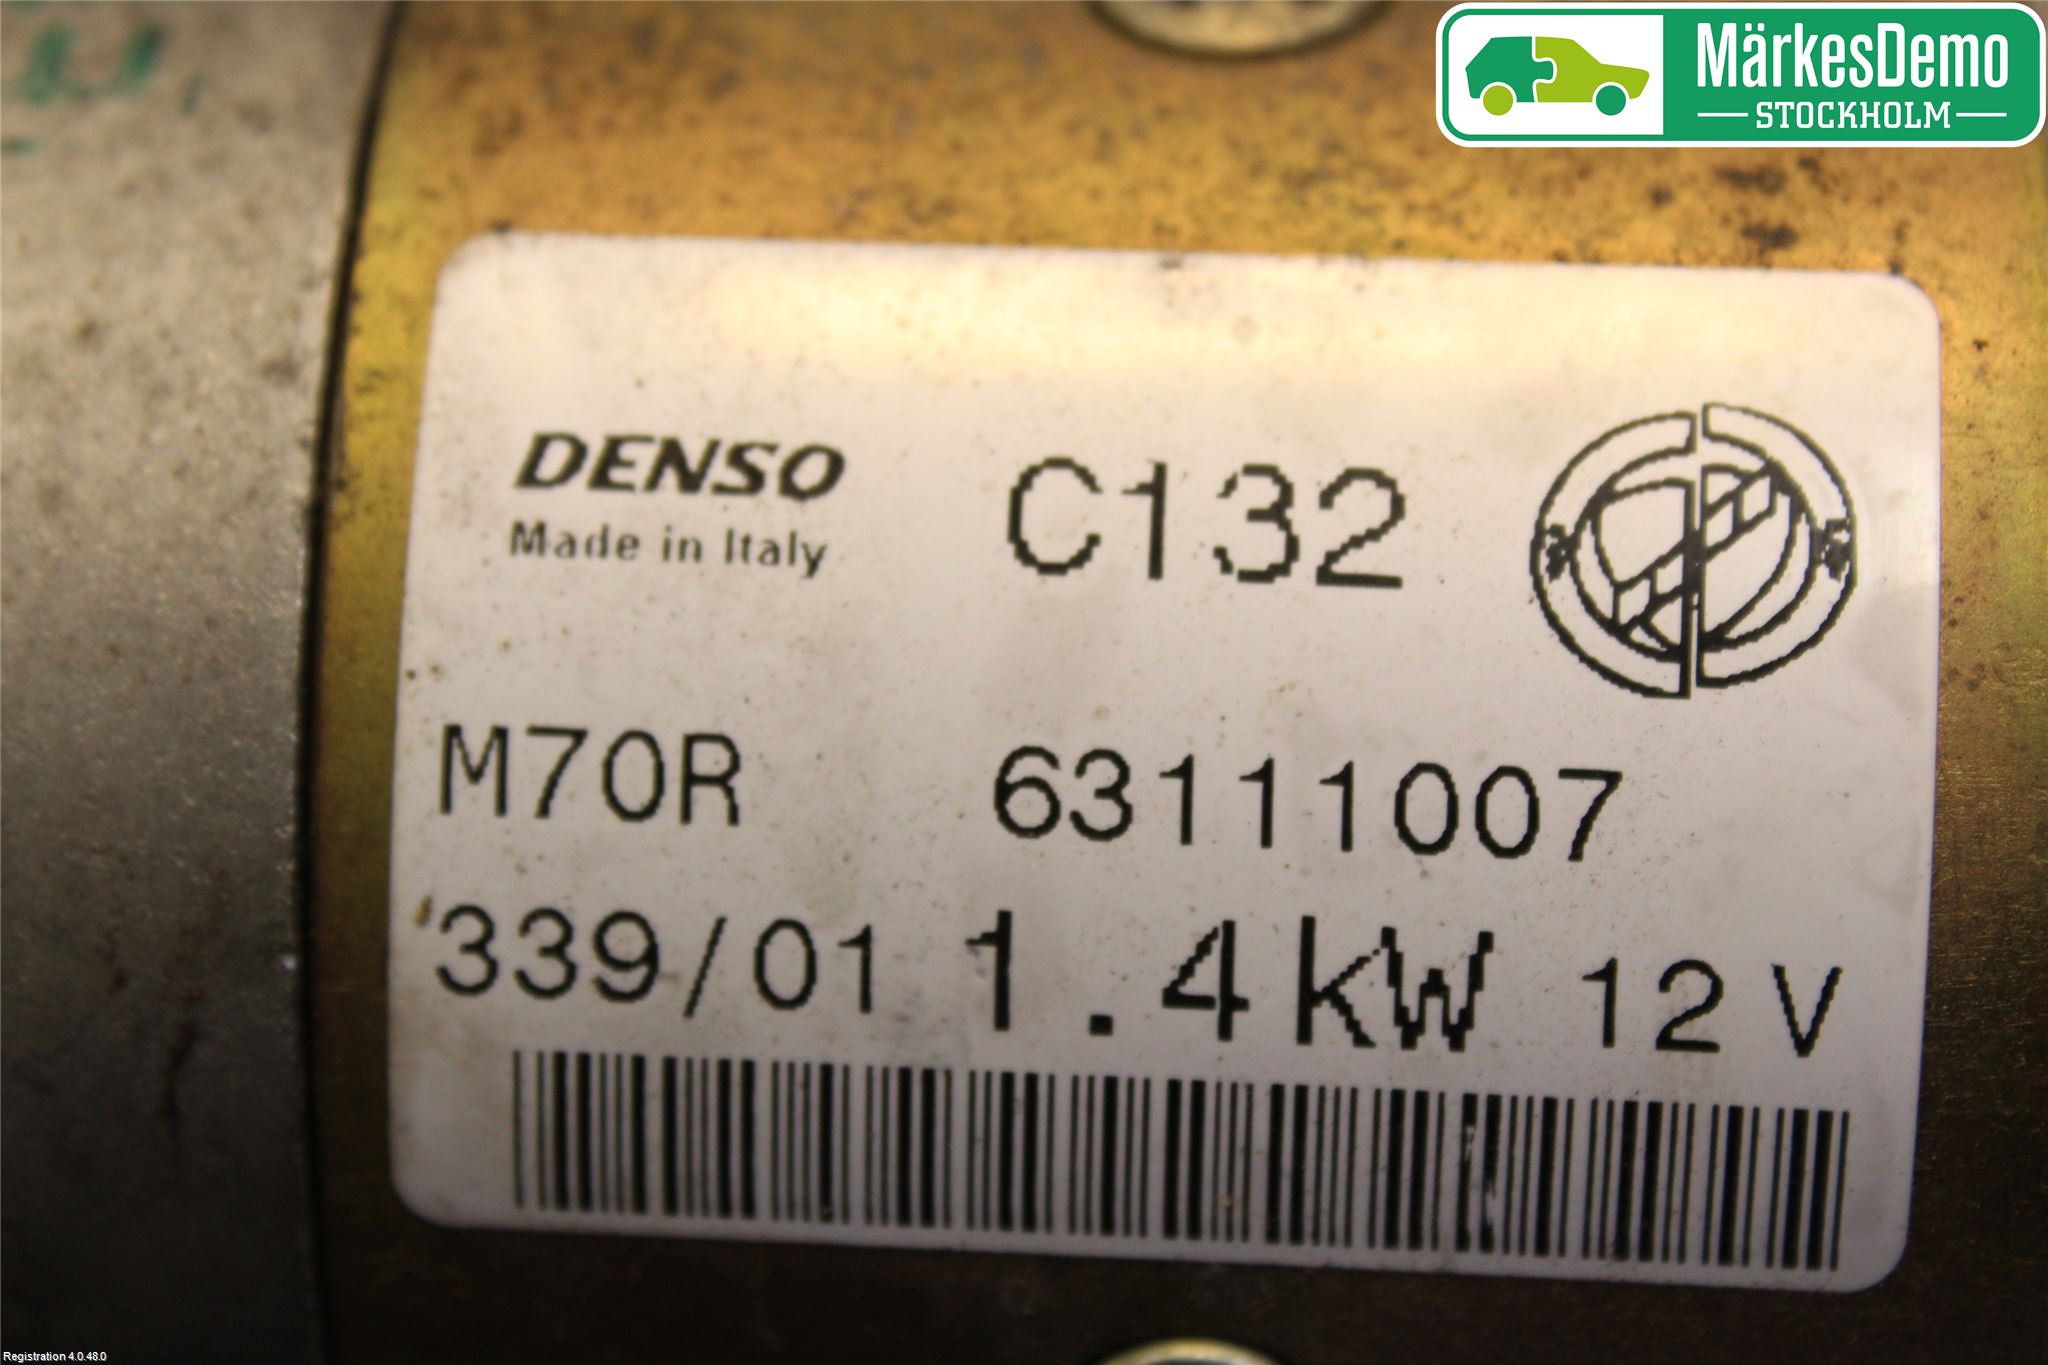 MärkesDemo
STOCKHOLM
DENSO
Made in Italy
C132
M70R 63111007
339/01 1.4kW 12V
Registration 4.0.48.0